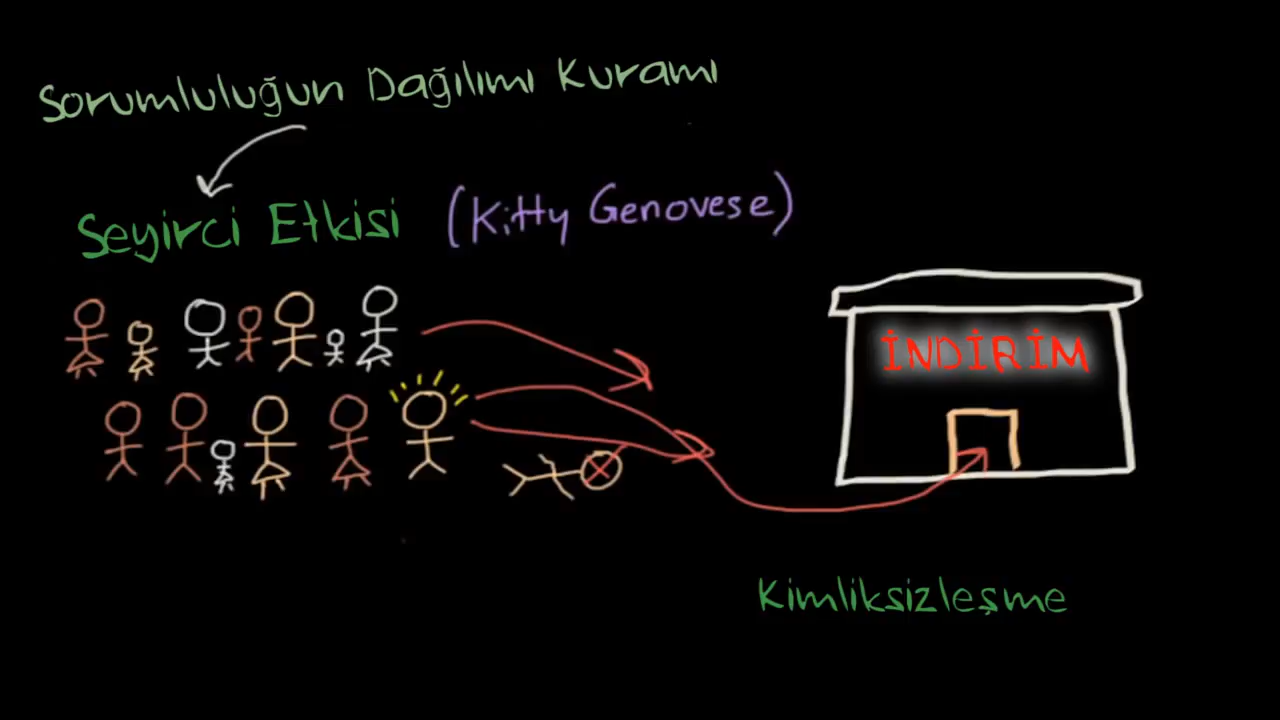 Sorumluluğun Dağılımı Kuramı
Seyirci Etkisi (Kitty Genovese)
İNDİRİM
Kimliksizleşme